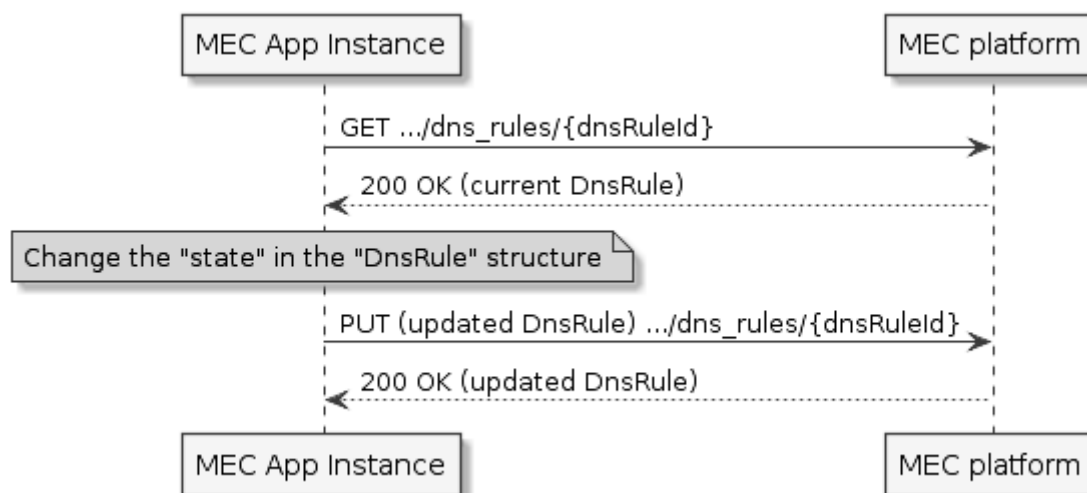 MEC App Instance
MEC platform
GET .../dns_rules/{dnsRuleId}
200 OK (current DnsRule)
Change the "state" in the "DnsRule" structure
PUT (updated DnsRule) .../dns_rules/{dnsRuleId}
200 OK (updated DnsRule)
MEC App Instance
MEC platform